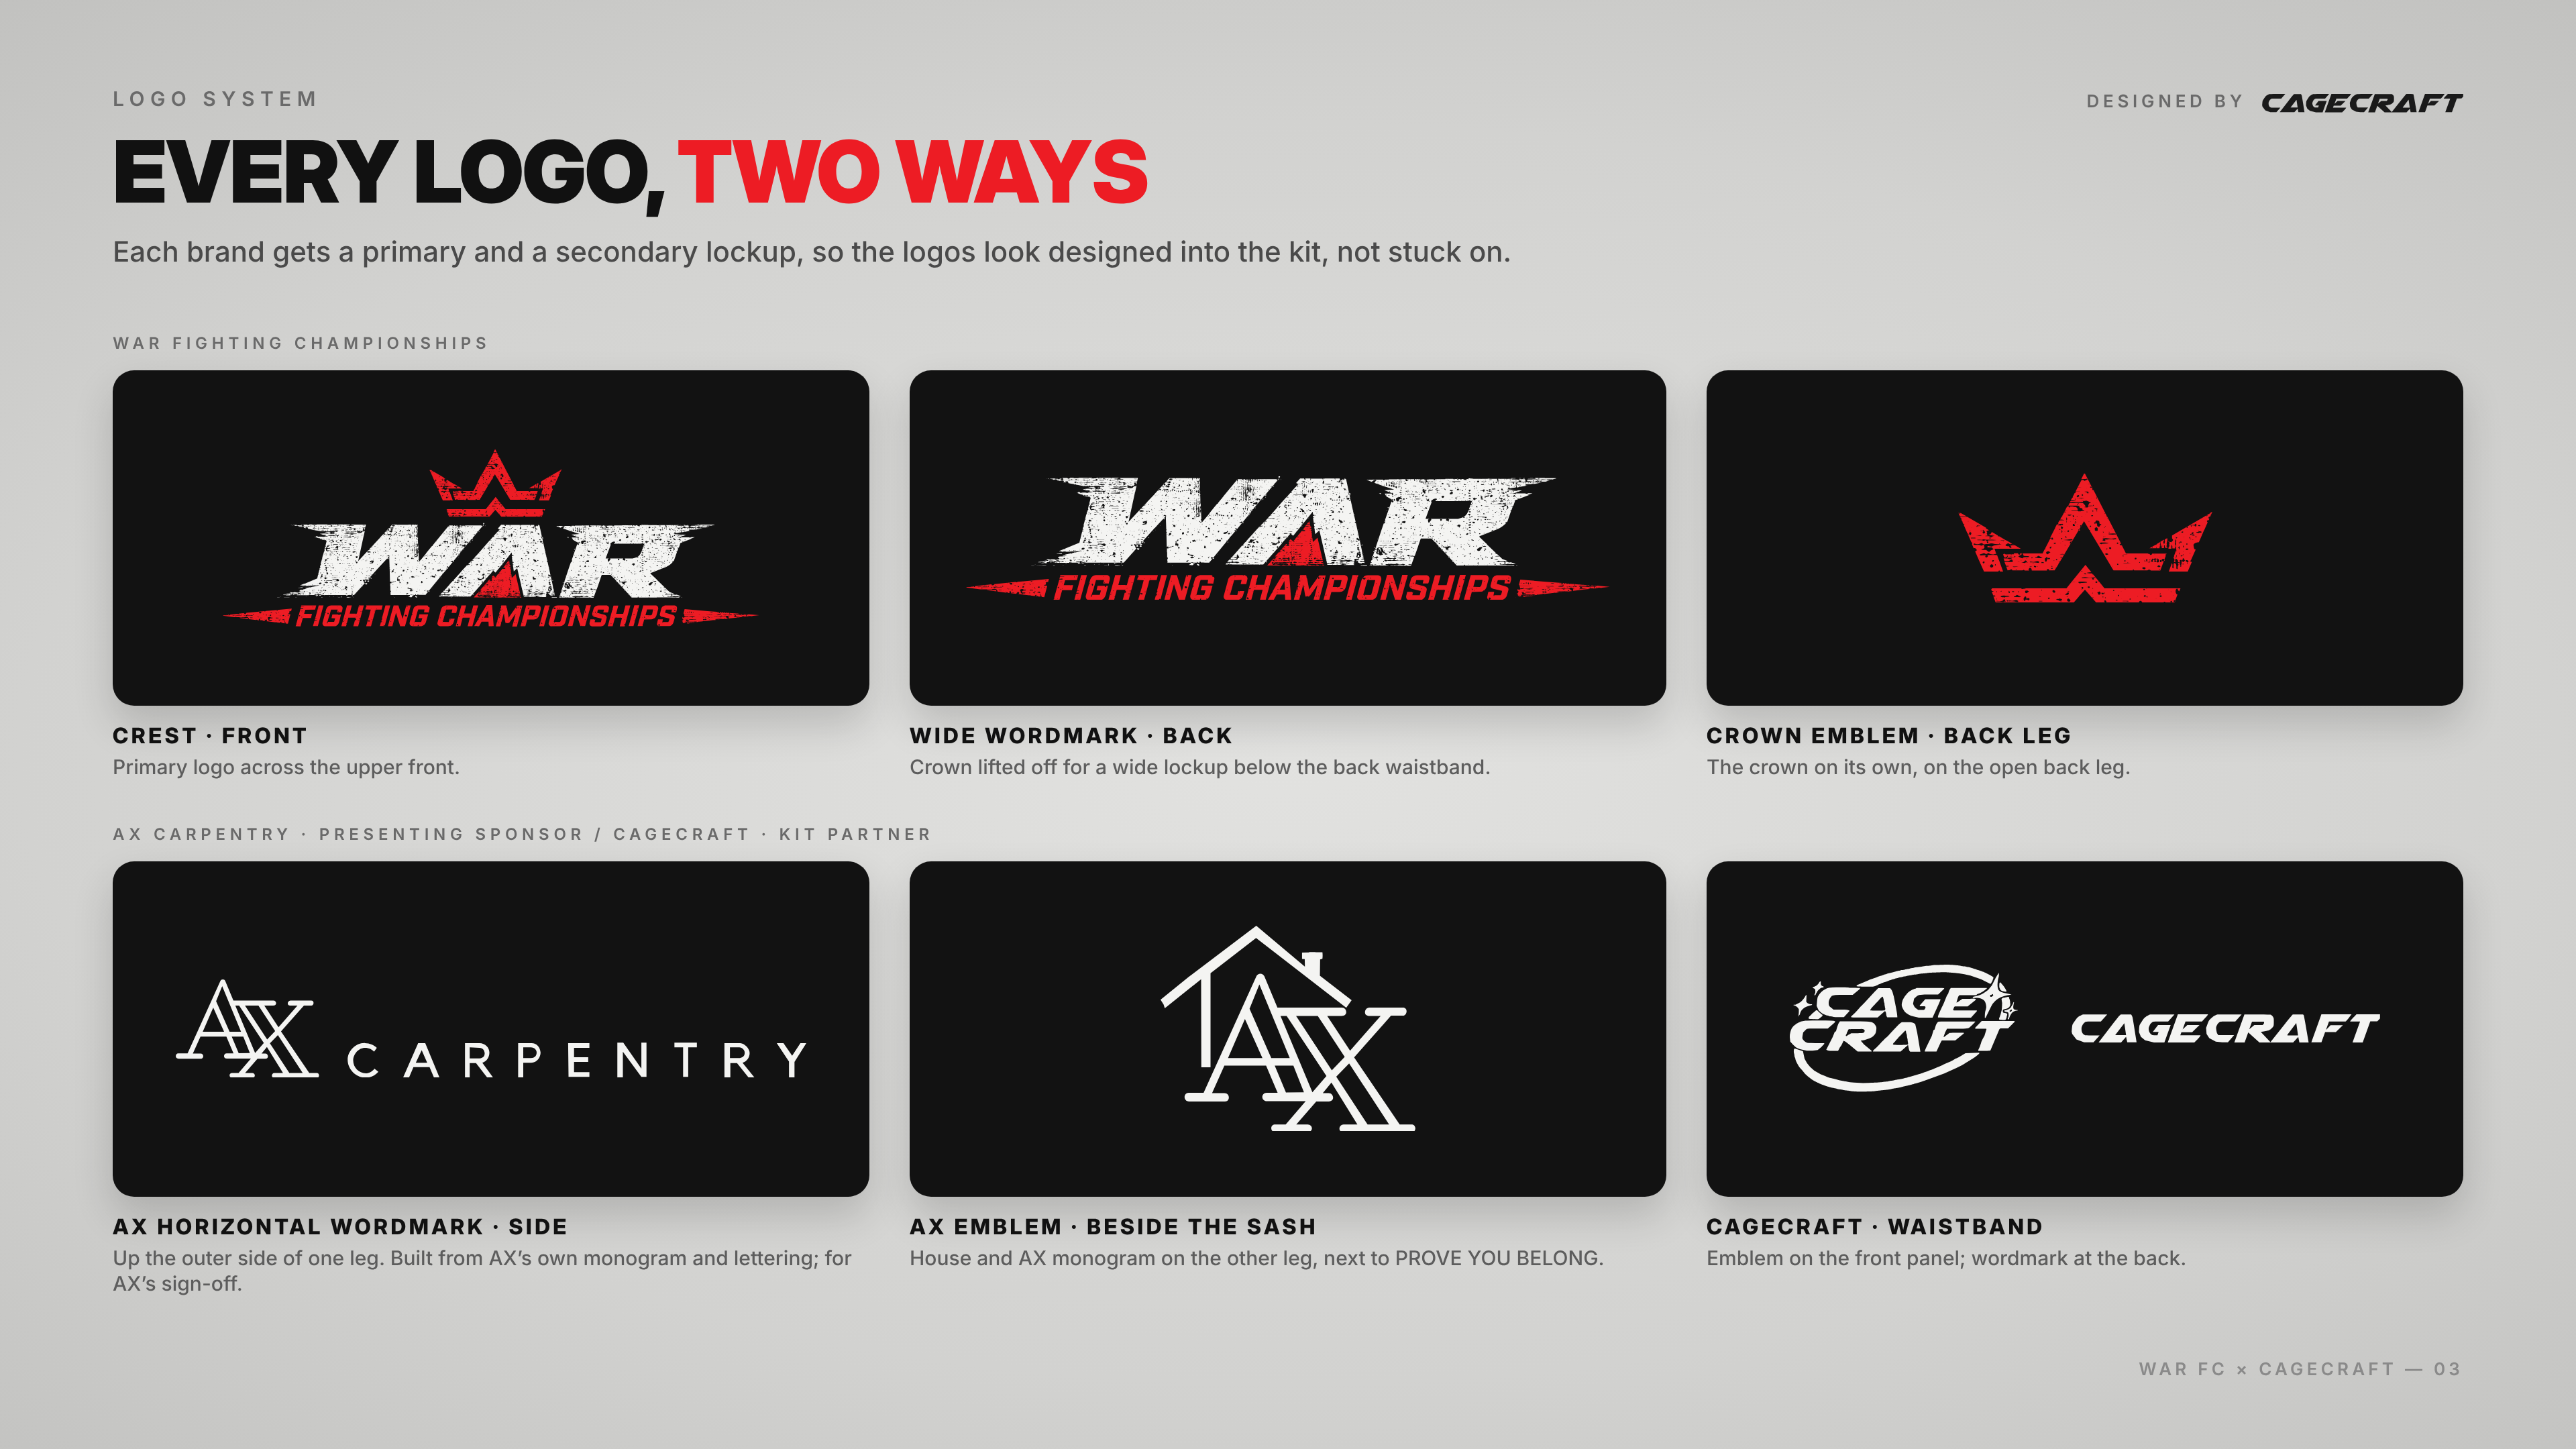 LOGO SYSTEM
DESIGNED BY CAGECRAFT
EVERY LOGO, TWO WAYS
Each brand gets a primary and a secondary lockup, so the logos look designed into the kit, not stuck on.
WAR FIGHTING CHAMPIONSHIPS
WAR
FIGHTING CHAMPIONSHIPS
WAR
FIGHTING CHAMPIONSHIPS
CREST · FRONT
Primary logo across the upper front.
WIDE WORDMARK · BACK
Crown lifted off for a wide lockup below the back waistband.
CROWN EMBLEM · BACK LEG
The crown on its own, on the open back leg.
AX CARPENTRY · PRESENTING SPONSOR / CAGECRAFT · KIT PARTNER
AX CARPENTRY
AX
CAGE
CRAFT
CAGECRAFT
AX HORIZONTAL WORDMARK · SIDE
Up the outer side of one leg. Built from AX’s own monogram and lettering; for
AX’s sign-off.
AX EMBLEM · BESIDE THE SASH
House and AX monogram on the other leg, next to PROVE YOU BELONG.
CAGECRAFT · WAISTBAND
Emblem on the front panel; wordmark at the back.
WAR FC × CAGECRAFT — 03